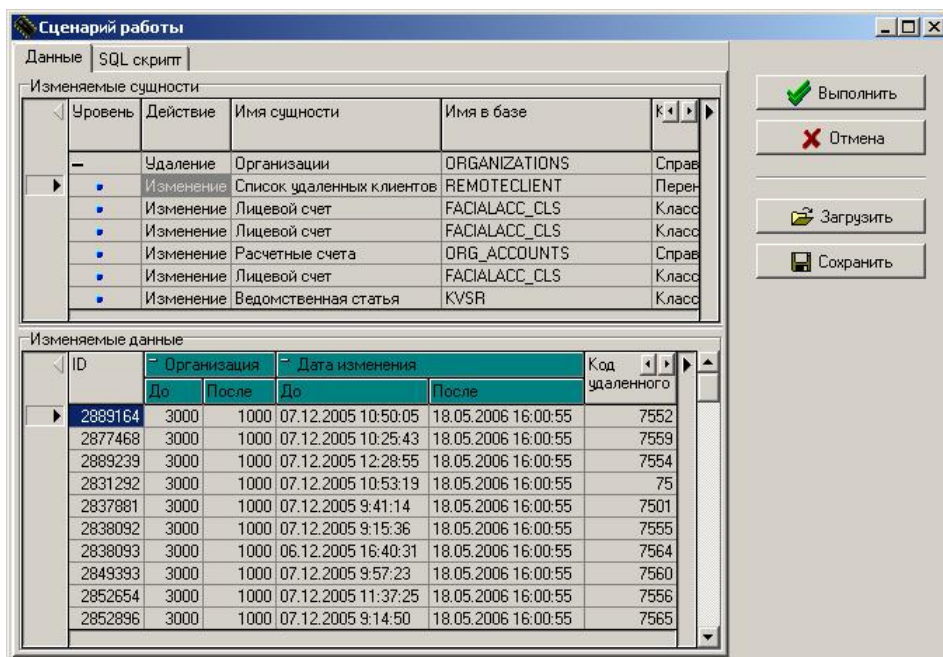 Сценарий работы
Данные SQL скрипт
Изменяемые сущности
Уровень Действие Имя сущности Имя в базе К
Удаление Организации ORGANIZATIONS Справ
Изменение Список удаленных клиентов REMOTECLIENT Перен
Изменение Лицевой счет FACIALACC_CLS Класс
Изменение Лицевой счет FACIALACC_CLS Класс
Изменение Расчетные счета ORG_ACCOUNTS Справ
Изменение Лицевой счет FACIALACC_CLS Класс
Изменение Ведомственная статья KVSR Класс
Изменяемые данные
ID Организация Дата изменения Код удаленного
До После До После
2889164 3000 1000 07.12.2005 10:50:05 18.05.2006 16:00:55 7552
2877468 3000 1000 07.12.2005 10:25:43 18.05.2006 16:00:55 7559
2889239 3000 1000 07.12.2005 12:28:55 18.05.2006 16:00:55 7554
2831292 3000 1000 07.12.2005 10:53:19 18.05.2006 16:00:55 75
2837881 3000 1000 07.12.2005 9:41:14 18.05.2006 16:00:55 7501
2838092 3000 1000 07.12.2005 9:15:36 18.05.2006 16:00:55 7555
2838093 3000 1000 06.12.2005 16:40:31 18.05.2006 16:00:55 7564
2849393 3000 1000 07.12.2005 9:57:23 18.05.2006 16:00:55 7560
2852654 3000 1000 07.12.2005 11:37:25 18.05.2006 16:00:55 7556
2852896 3000 1000 07.12.2005 9:14:50 18.05.2006 16:00:55 7565
Выполнить
Отмена
Загрузить
Сохранить